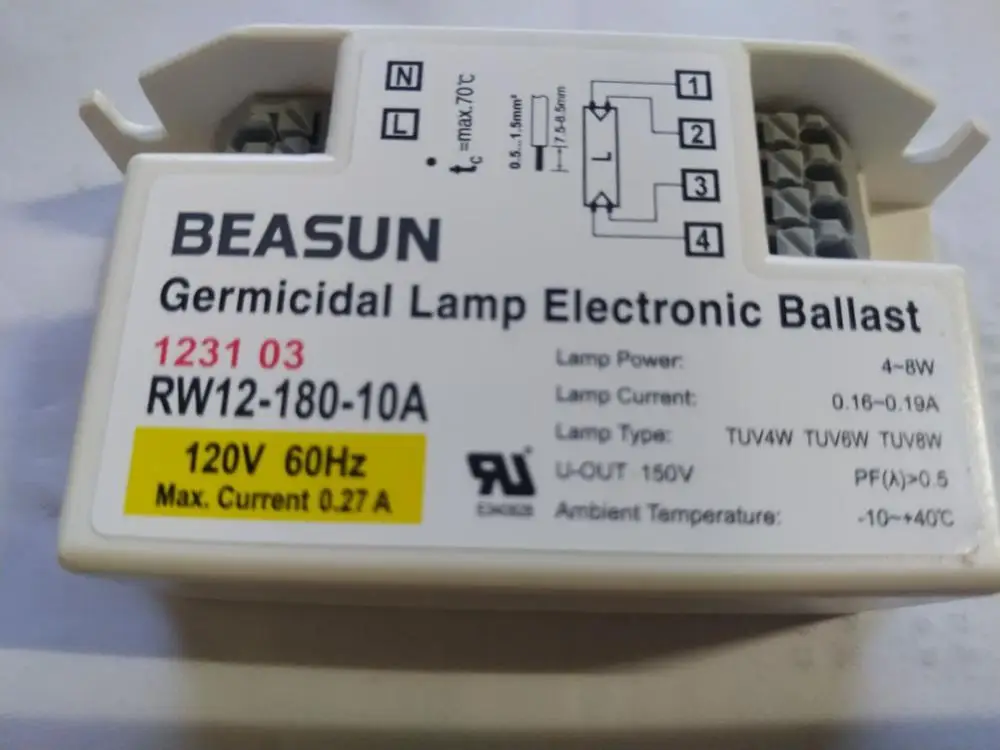 N
L
tc =max.70℃
0.5...1.5mm²
7.5-8.5mm
L
1
2
3
4
BEASUN
Germicidal Lamp Electronic Ballast
1231 03
RW12-180-10A
120V 60Hz
Max. Current 0.27 A
RU
Lamp Power: 4~8W
Lamp Current: 0.16~0.19A
Lamp Type: TUV4W TUV6W TUV8W
U-OUT 150V PF(λ)>0.5
Ambient Temperature: -10~+40℃